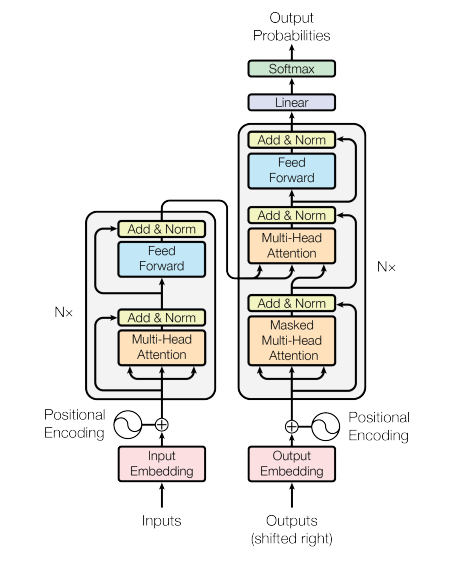 Output
Probabilities
Softmax
Linear
Add & Norm
Feed
Forward
Add & Norm
Multi-Head
Attention
Nx
Add & Norm
Masked
Multi-Head
Attention
Add & Norm
Feed
Forward
Nx
Add & Norm
Multi-Head
Attention
Positional
Encoding
Positional
Encoding
Input
Embedding
Output
Embedding
Inputs
Outputs
(shifted right)